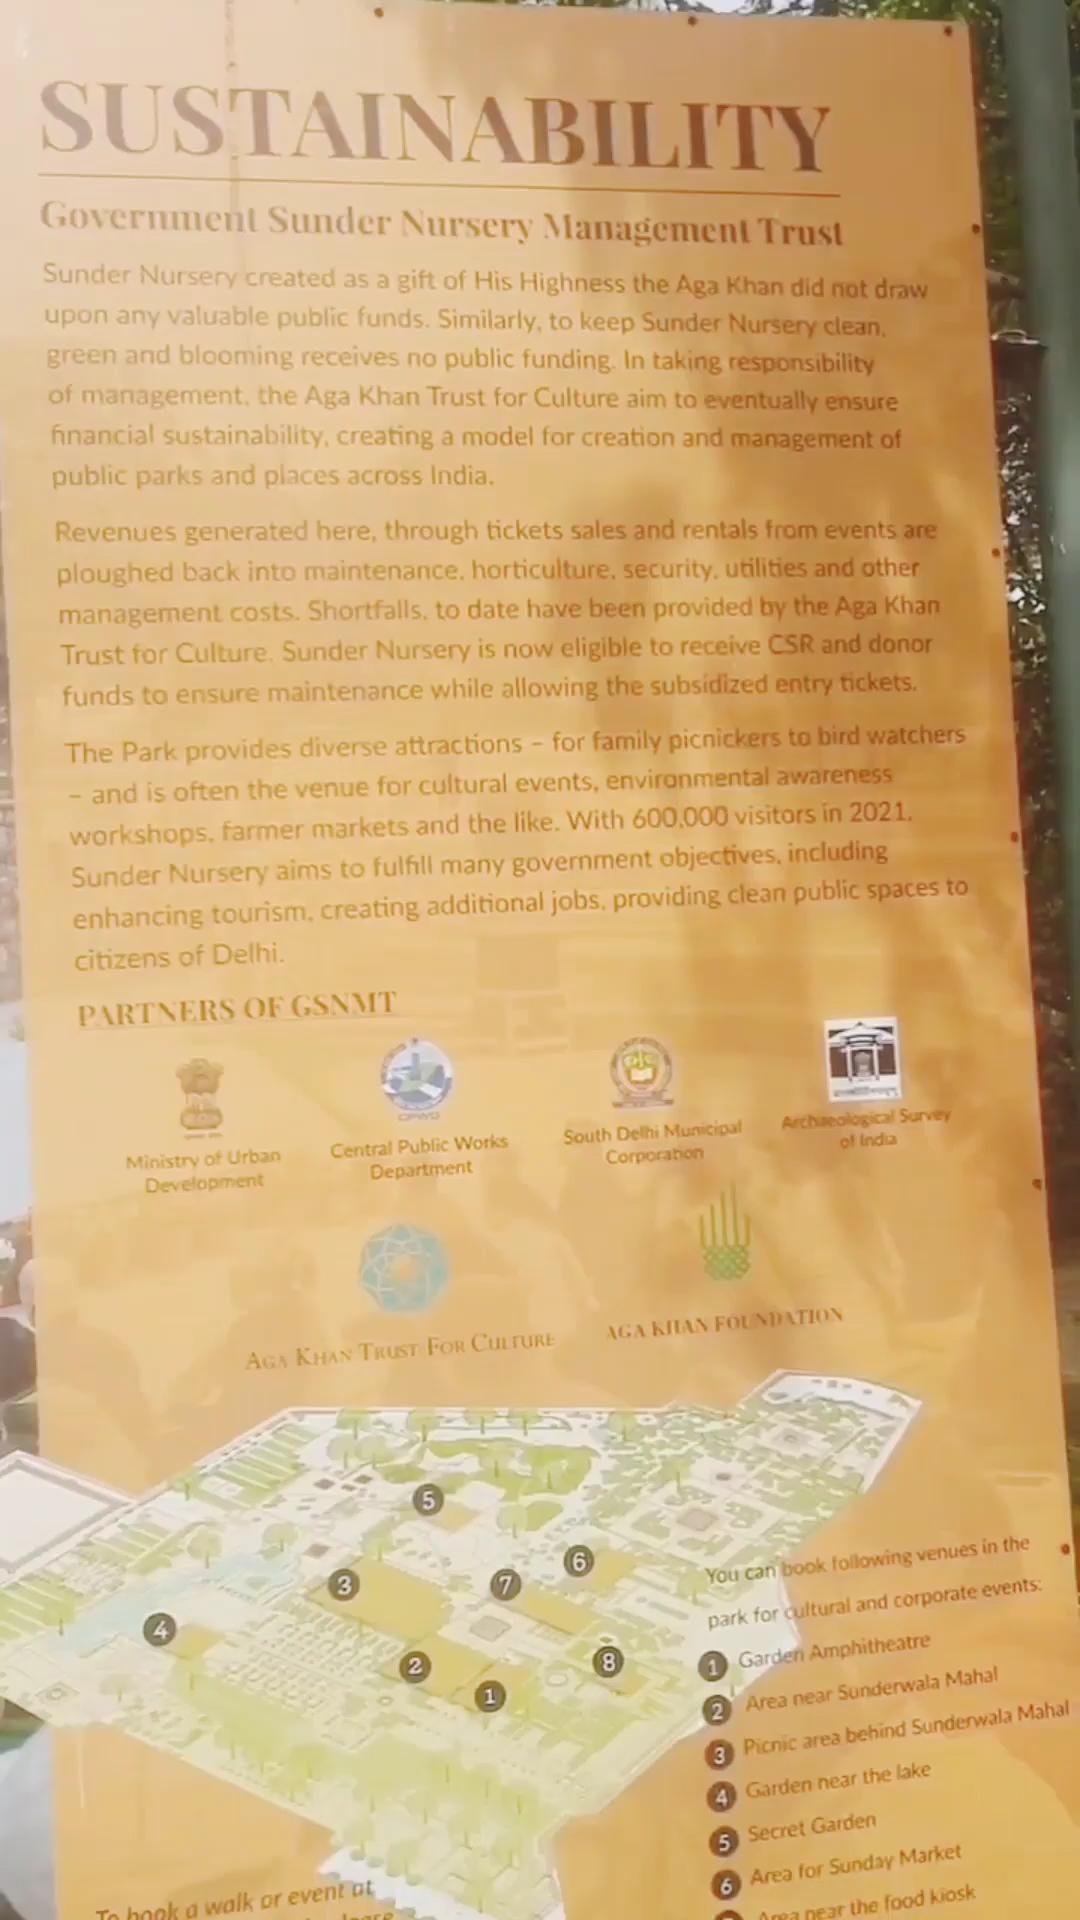 SUSTAINABILITY
Government Sunder Nursery Management Trust
Sunder Nursery created as a gift of His Highness the Aga Khan did not draw
upon any valuable public funds. Similarly, to keep Sunder Nursery clean,
green and blooming receives no public funding. In taking responsibility
of management, the Aga Khan Trust for Culture aim to eventually ensure
financial sustainability, creating a model for creation and management of
public parks and places across India.
Revenues generated here, through tickets sales and rentals from events are
ploughed back into maintenance, horticulture, security, utilities and other
management costs. Shortfalls, to date have been provided by the Aga Khan
Trust for Culture. Sunder Nursery is now eligible to receive CSR and donor
funds to ensure maintenance while allowing the subsidized entry tickets.
The Park provides diverse attractions – for family picnickers to bird watchers
– and is often the venue for cultural events, environmental awareness
workshops, farmer markets and the like. With 600,000 visitors in 2021,
Sunder Nursery aims to fulfill many government objectives, including
enhancing tourism, creating additional jobs, providing clean public spaces to
citizens of Delhi.
PARTNERS OF GSNMT
CPWD
Ministry of Urban
Development
Central Public Works
Department
South Delhi Municipal
Corporation
Archaeological Survey
of India
AGA KHAN TRUST FOR CULTURE
AGA KHAN FOUNDATION
5
6
3
7
4
2
8
1
You can book following venues in the
park for cultural and corporate events:
1 Garden Amphitheatre
2 Area near Sunderwala Mahal
3 Picnic area behind Sunderwala Mahal
4 Garden near the lake
5 Secret Garden
6 Area for Sunday Market
Area near the food kiosk
To book a walk or event at